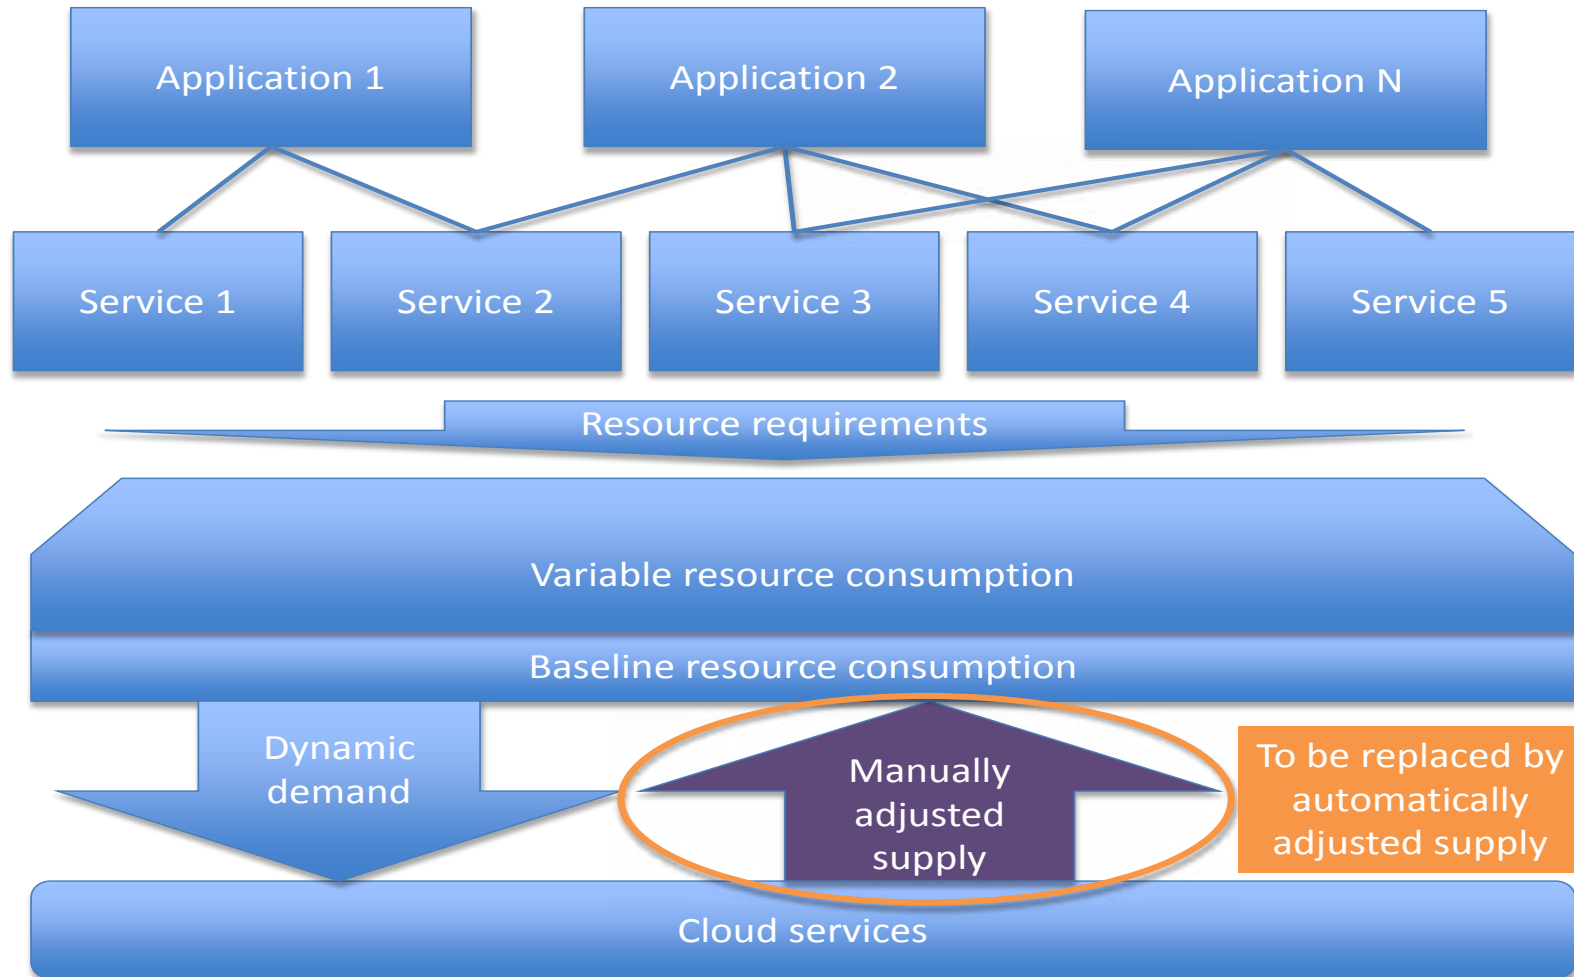 Application 1
Application 2
Application N
Service 1
Service 2
Service 3
Service 4
Service 5
Resource requirements
Variable resource consumption
Baseline resource consumption
Dynamic
demand
Manually
adjusted
supply
To be replaced by
automatically
adjusted supply
Cloud services